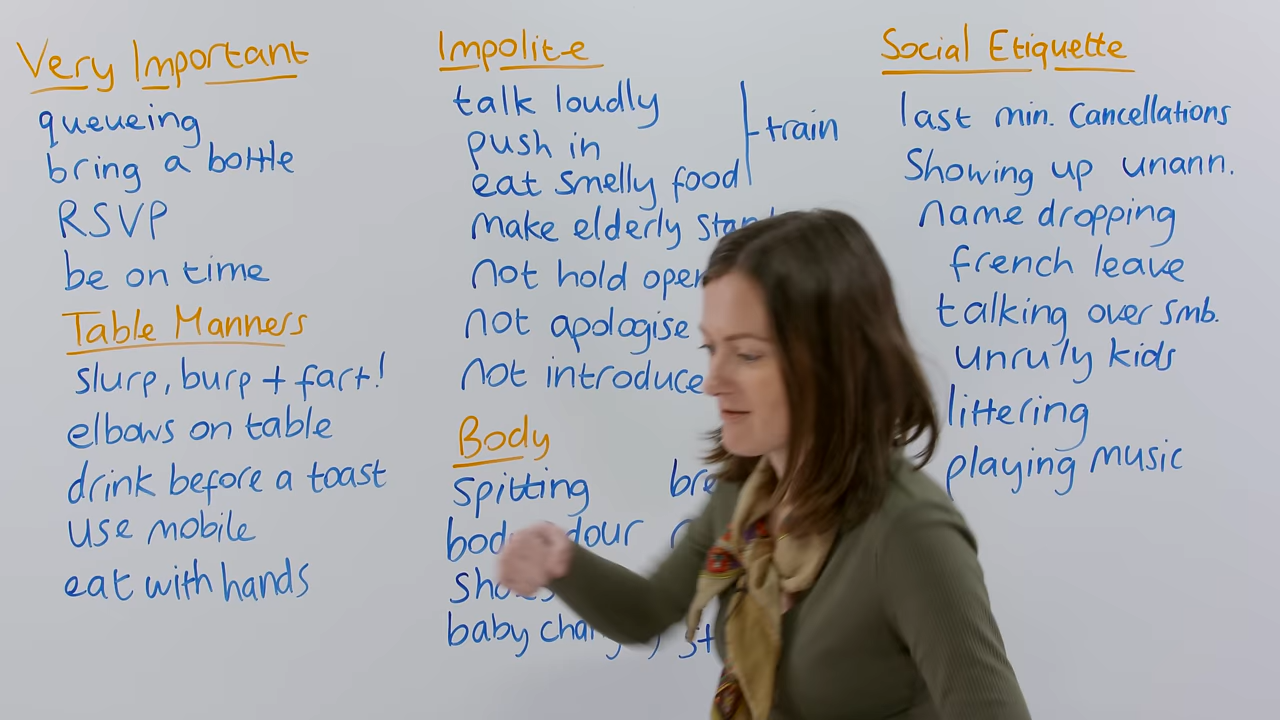 Very Important
queueing
bring a bottle
RSVP
be on time
Table Manners
slurp, burp + fart!
elbows on table
drink before a toast
use mobile
eat with hands
Impolite
talk loudly
push in
eat smelly food
train
make elderly
not hold open
not apologise
not introduce
Body
spitting
baby
Social Etiquette
last min. Cancellations
Showing up unann.
name dropping
french leave
talking over smb.
unruly kids
littering
playing music